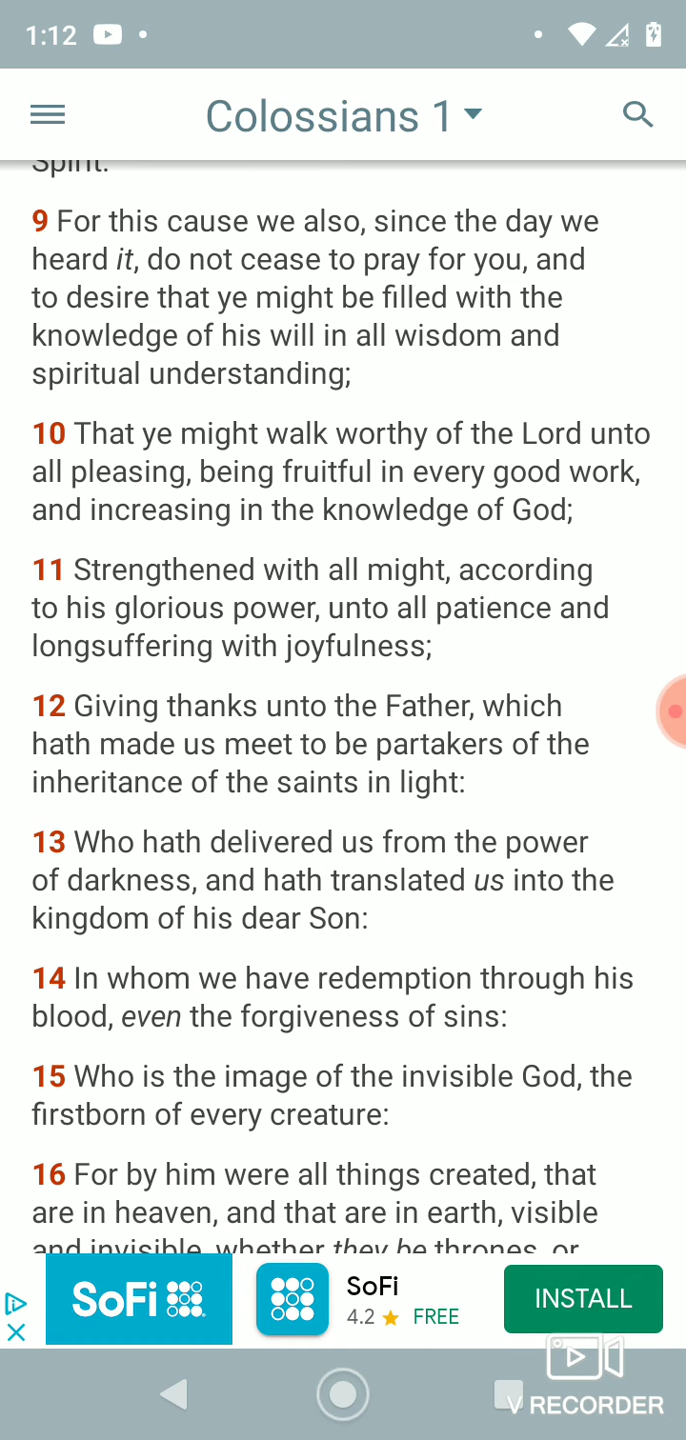 1:12
Colossians 1
Spirit.
9 For this cause we also, since the day we
heard it, do not cease to pray for you, and
to desire that ye might be filled with the
knowledge of his will in all wisdom and
spiritual understanding;
10 That ye might walk worthy of the Lord unto
all pleasing, being fruitful in every good work,
and increasing in the knowledge of God;
11 Strengthened with all might, according
to his glorious power, unto all patience and
longsuffering with joyfulness;
12 Giving thanks unto the Father, which
hath made us meet to be partakers of the
inheritance of the saints in light:
13 Who hath delivered us from the power
of darkness, and hath translated us into the
kingdom of his dear Son:
14 In whom we have redemption through his
blood, even the forgiveness of sins:
15 Who is the image of the invisible God, the
firstborn of every creature:
16 For by him were all things created, that
are in heaven, and that are in earth, visible
and invisible, whether they be thrones, or
SoFi
SoFi
4.2 ★ FREE
INSTALL
V RECORDER